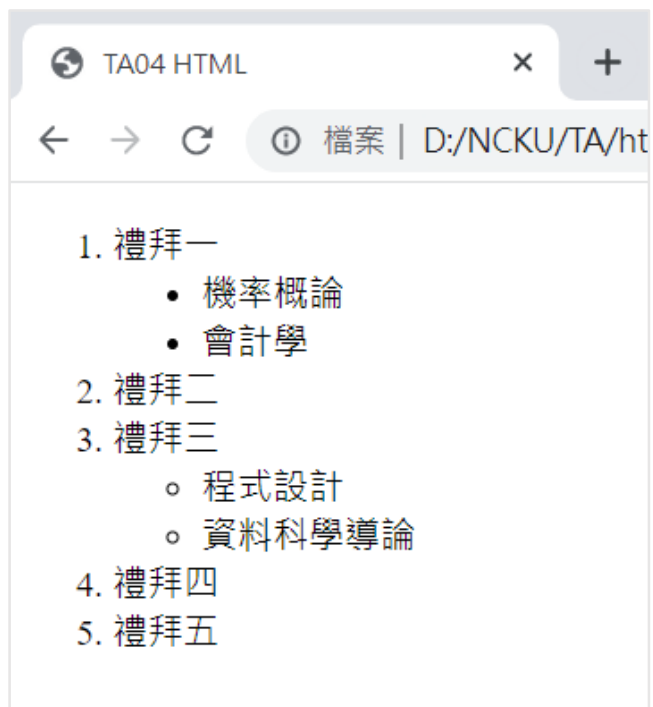 TA04 HTML
檔案 | D:/NCKU/TA/ht
1. 禮拜一
• 機率概論
• 會計學
2. 禮拜二
3. 禮拜三
○ 程式設計
○ 資料科學導論
4. 禮拜四
5. 禮拜五